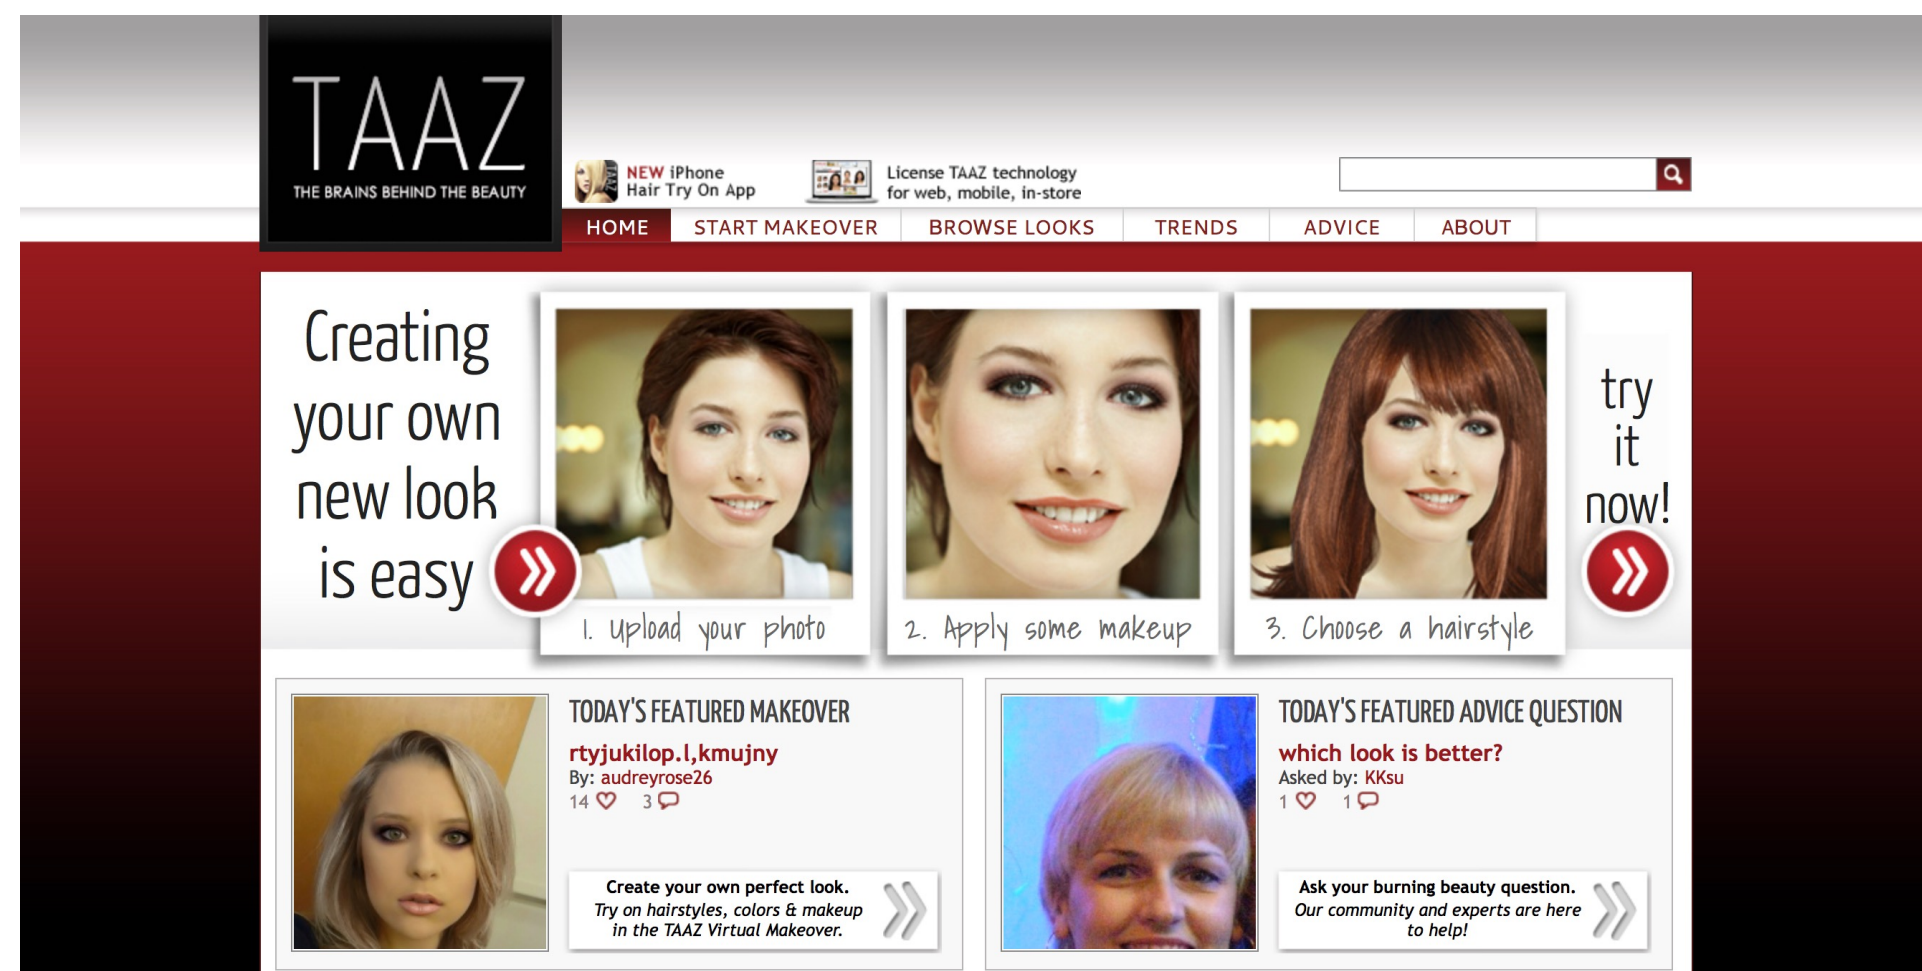 TAAZ
THE BRAINS BEHIND THE BEAUTY
NEW iPhone
Hair Try On App
TAAZ
License TAAZ technology
for web, mobile, in-store
HOME
START MAKEOVER
BROWSE LOOKS
TRENDS
ADVICE
ABOUT
Creating
your own
new look
is easy
1. Upload your photo
2. Apply some makeup
3. Choose a hairstyle
try
it
now!
TODAY'S FEATURED MAKEOVER
rtyjukilop.l,kmujny
By: audreyrose26
14 3
Create your own perfect look.
Try on hairstyles, colors & makeup
in the TAAZ Virtual Makeover.
TODAY'S FEATURED ADVICE QUESTION
which look is better?
Asked by: KKsu
1 1
Ask your burning beauty question.
Our community and experts are here
to help!